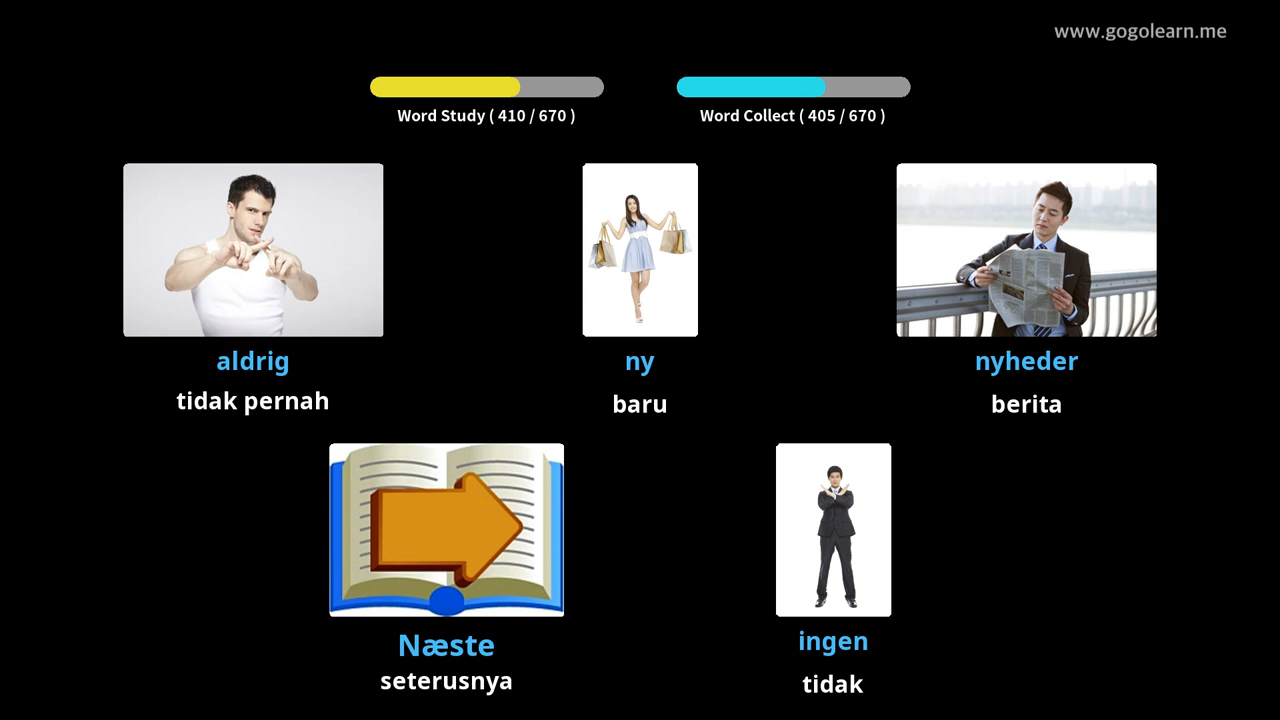 www.gogolearn.me
Word Study ( 410 / 670 )
Word Collect ( 405 / 670 )
aldrig
tidak pernah
ny
baru
nyheder
berita
Næste
seterusnya
ingen
tidak